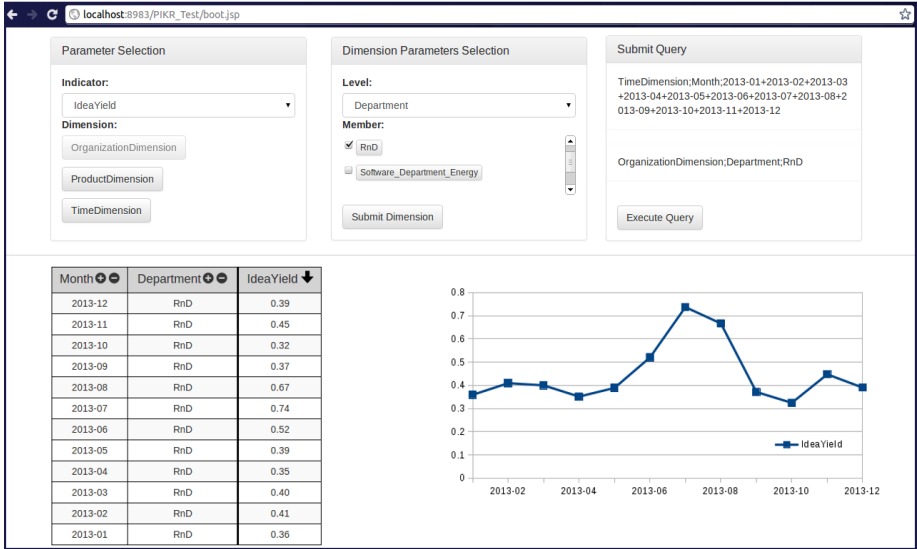 localhost:8983/PIKR_Test/boot.jsp
Parameter Selection
Indicator:
IdeaYield
Dimension:
OrganizationDimension
ProductDimension
TimeDimension
Dimension Parameters Selection
Level:
Department
Member:
RnD
Software_Department_Energy
Submit Dimension
Submit Query
TimeDimension;Month;2013-01+2013-02+2013-03
+2013-04+2013-05+2013-06+2013-07+2013-08+2
013-09+2013-10+2013-11+2013-12
OrganizationDimension;Department;RnD
Execute Query
Month Department IdeaYield
2013-12 RnD 0.39
2013-11 RnD 0.45
2013-10 RnD 0.32
2013-09 RnD 0.37
2013-08 RnD 0.67
2013-07 RnD 0.74
2013-06 RnD 0.52
2013-05 RnD 0.39
2013-04 RnD 0.35
2013-03 RnD 0.40
2013-02 RnD 0.41
2013-01 RnD 0.36
0.8
0.7
0.6
0.5
0.4
0.3
0.2
0.1
0
IdeaYield
2013-02 2013-04 2013-06 2013-08 2013-10 2013-12